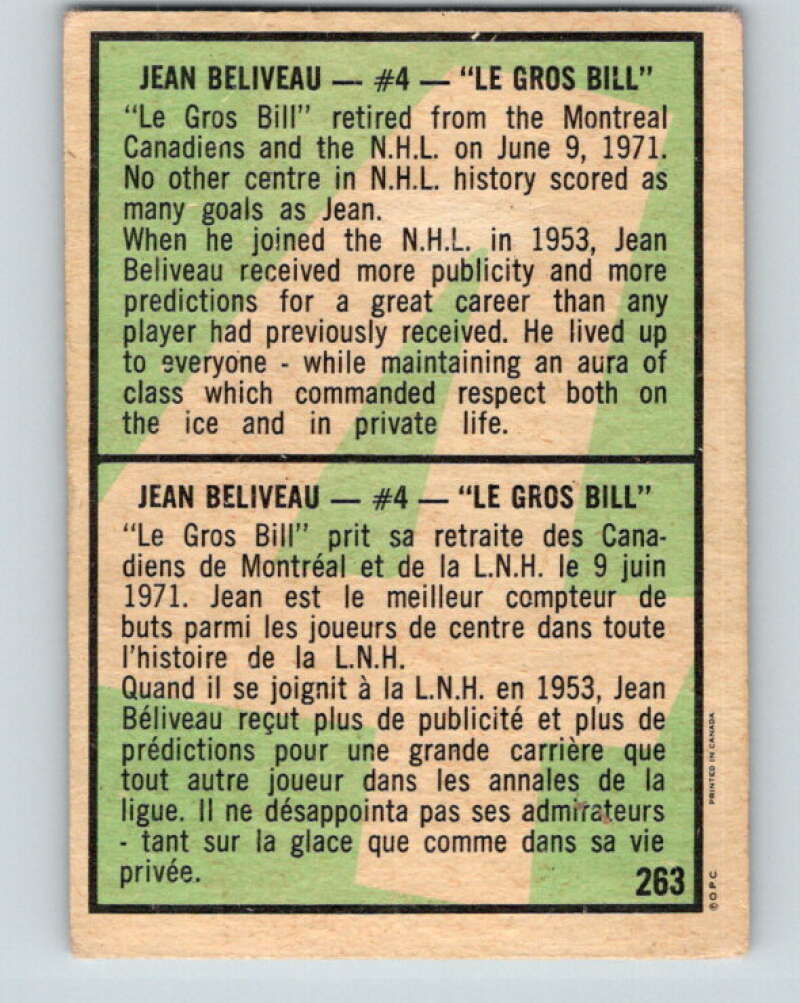 JEAN BELIVEAU — #4 — "LE GROS BILL"
"Le Gros Bill" retired from the Montreal
Canadiens and the N.H.L. on June 9, 1971.
No other centre in N.H.L. history scored as
many goals as Jean.
When he joined the N.H.L. in 1953, Jean
Beliveau received more publicity and more
predictions for a great career than any
player had previously received. He lived up
to everyone - while maintaining an aura of
class which commanded respect both on
the ice and in private life.
JEAN BELIVEAU — #4 — "LE GROS BILL"
"Le Gros Bill" prit sa retraite des Cana-
diens de Montréal et de la L.N.H. le 9 juin
1971. Jean est le meilleur compteur de
buts parmi les joueurs de centre dans toute
l'histoire de la L.N.H.
Quand il se joignit à la L.N.H. en 1953, Jean
Béliveau reçut plus de publicité et plus de
prédictions pour une grande carrière que
tout autre joueur dans les annales de la
ligue. Il ne désappointa pas ses admirateurs
- tant sur la glace que comme dans sa vie
privée.
263
PRINTED IN CANADA
©O.P.C.